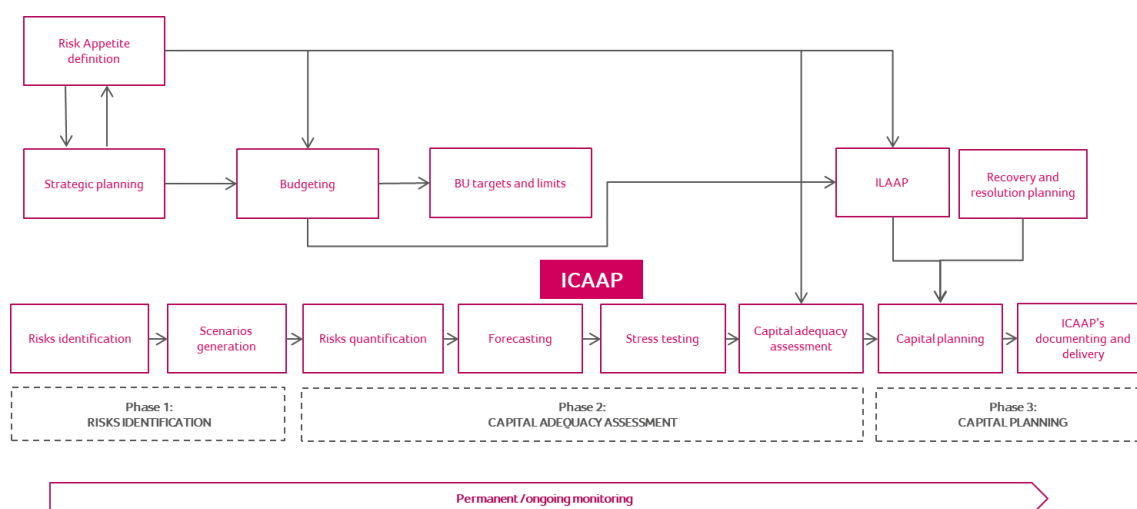 Risk Appetite
definition
Strategic planning
Budgeting
BU targets and limits
ILAAP
Recovery and
resolution planning
ICAAP
Risks identification
Scenarios
generation
Risks quantification
Forecasting
Stress testing
Capital adequacy
assessment
Capital planning
ICAAP's
documenting and
delivery
Phase 1:
RISKS IDENTIFICATION
Phase 2:
CAPITAL ADEQUACY ASSESSMENT
Phase 3:
CAPITAL PLANNING
Permanent /ongoing monitoring